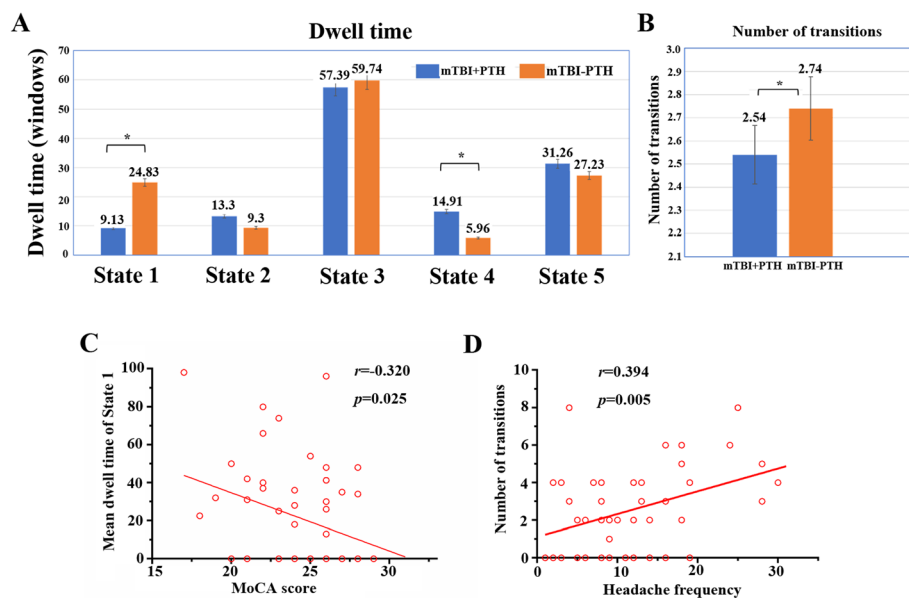 A
Dwell time
Dwell time (windows)
70
60
50
40
30
20
10
0
mTBI+PTH
mTBI-PTH
*
9.13
24.83
13.3
9.3
57.39
59.74
*
14.91
5.96
31.26
27.23
State 1
State 2
State 3
State 4
State 5
B
Number of transitions
Number of transitions
3.0
2.9
2.8
2.7
2.6
2.5
2.4
2.3
2.2
2.1
2.54
*
2.74
mTBI+PTH
mTBI-PTH
C
Mean dwell time of State 1
100
80
60
40
20
0
r=-0.320
p=0.025
15
20
25
30
MoCA score
D
Number of transitions
10
8
6
4
2
0
r=0.394
p=0.005
0
10
20
30
Headache frequency